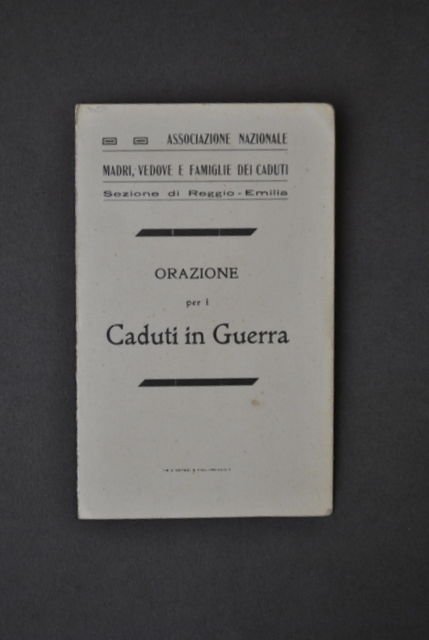 ASSOCIAZIONE NAZIONALE
MADRI, VEDOVE E FAMIGLIE DEI CADUTI
Sezione di Reggio-Emilia
ORAZIONE
per i
Caduti in Guerra